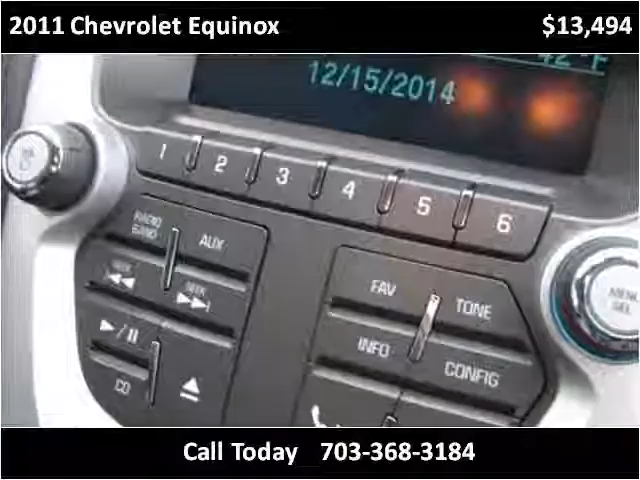 2011 Chevrolet Equinox $13,494
42°F
12/15/2014
1 2 3 4 5 6
RADIO BAND AUX
SEEK SEEK
FAV TONE
MENU SEL
INFO CONFIG
CD
Call Today 703-368-3184